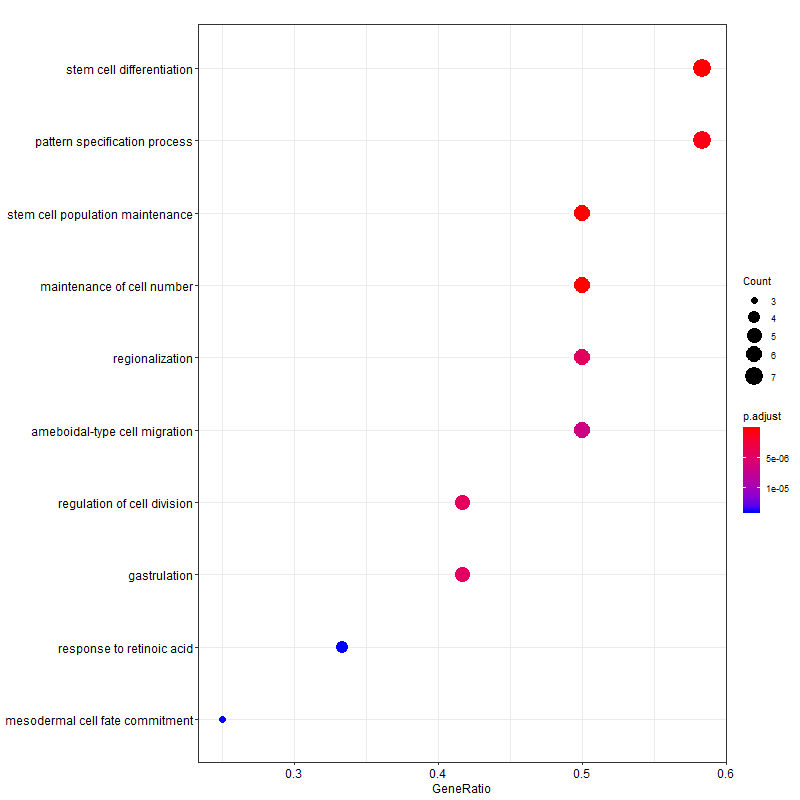 stem cell differentiation
pattern specification process
stem cell population maintenance
maintenance of cell number
regionalization
ameboidal-type cell migration
regulation of cell division
gastrulation
response to retinoic acid
mesodermal cell fate commitment
0.3 0.4 0.5 0.6
GeneRatio
Count
3
4
5
6
7
p.adjust
5e-06
1e-05